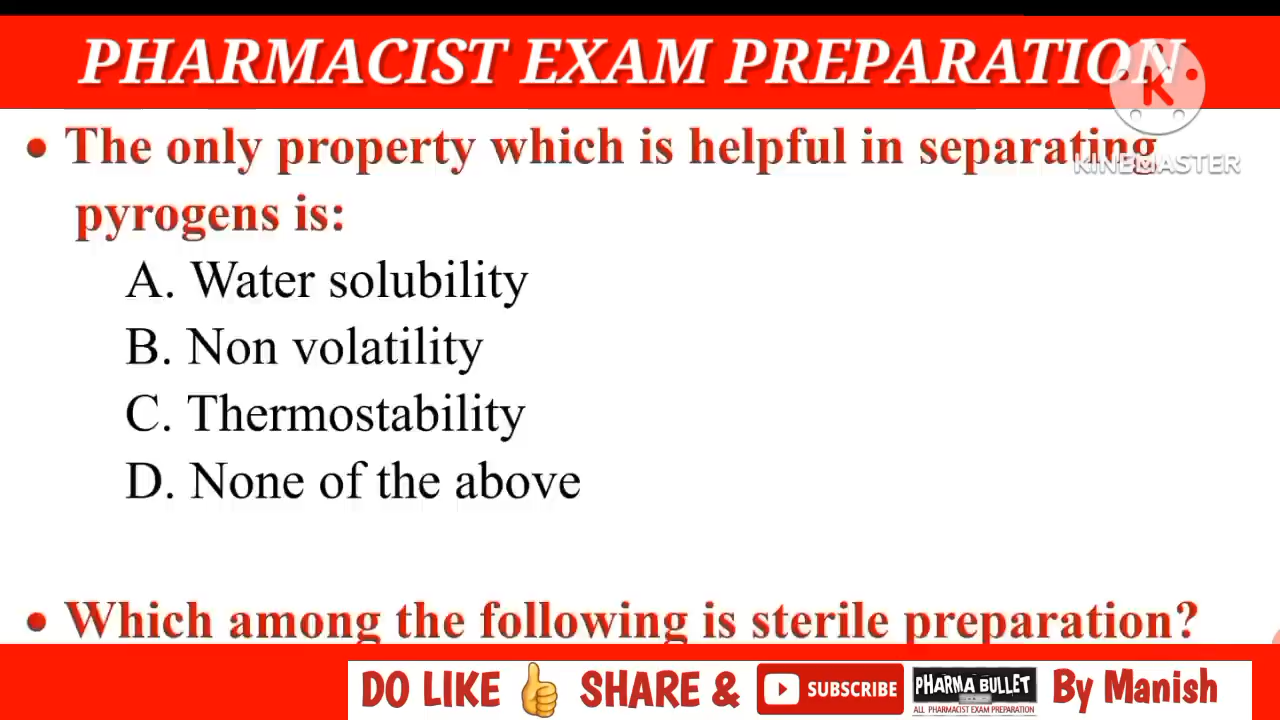 PHARMACIST EXAM PREPARATION
K
KINEMASTER
• The only property which is helpful in separating
pyrogens is:
A. Water solubility
B. Non volatility
C. Thermostability
D. None of the above
• Which among the following is sterile preparation?
DO LIKE 👍 SHARE & SUBSCRIBE PHARMA BULLET By Manish
ALL PHARMACIST EXAM PREPARATION